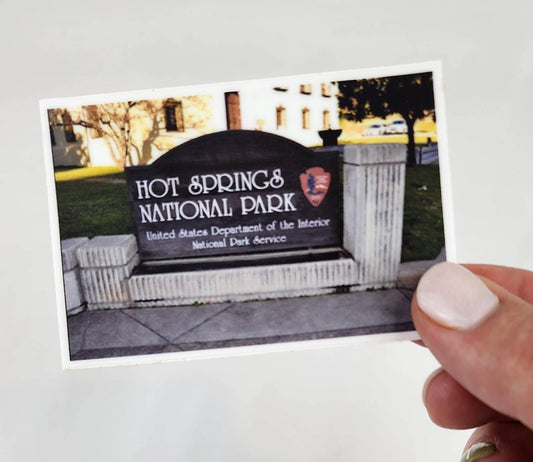 HOT SPRINGS
NATIONAL PARK
United States Department of the Interior
National Park Service